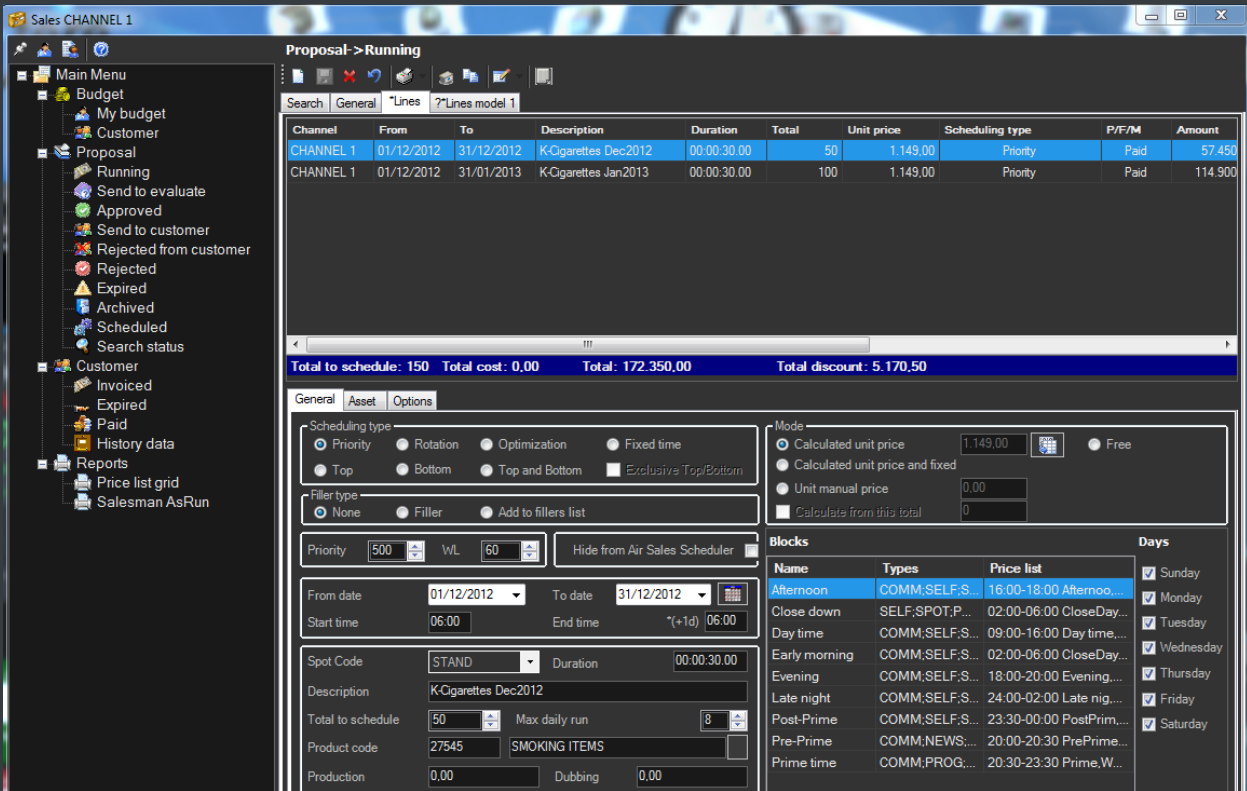 Sales CHANNEL 1
Main Menu
Budget
My budget
Customer
Proposal
Running
Send to evaluate
Approved
Send to customer
Rejected from customer
Rejected
Expired
Archived
Scheduled
Search status
Customer
Invoiced
Expired
Paid
History data
Reports
Price list grid
Salesman AsRun
Proposal->Running
Search General *Lines ?*Lines model 1
Channel From To Description Duration Total Unit price Scheduling type P/F/M Amount
CHANNEL 1 01/12/2012 31/12/2012 K-Cigarettes Dec2012 00:00:30.00 50 1.149,00 Priority Paid 57.450
CHANNEL 1 01/12/2012 31/01/2013 K-Cigarettes Jan2013 00:00:30.00 100 1.149,00 Priority Paid 114.900
Total to schedule: 150 Total cost: 0,00 Total: 172.350,00 Total discount: 5.170,50
General Asset Options
Scheduling type
Priority Rotation Optimization Fixed time
Top Bottom Top and Bottom Exclusive Top/Bottom
Filler type
None Filler Add to fillers list
Priority 500 WL 60 Hide from Air Sales Scheduler
From date 01/12/2012 To date 31/12/2012
Start time 06:00 End time *(+1d) 06:00
Spot Code STAND Duration 00:00:30.00
Description K-Cigarettes Dec2012
Total to schedule 50 Max daily run 8
Product code 27545 SMOKING ITEMS
Production 0,00 Dubbing 0,00
Mode
Calculated unit price 1.149,00 Free
Calculated unit price and fixed
Unit manual price 0,00
Calculate from this total 0
Blocks
Name Types Price list
Afternoon COMM;SELF;S... 16:00-18:00 Afternoo,...
Close down SELF;SPOT;P... 02:00-06:00 CloseDay...
Day time COMM;SELF;S... 09:00-16:00 Day time,...
Early morning COMM;SELF;S... 02:00-06:00 CloseDay...
Evening COMM;SELF;S... 18:00-20:00 Evening,...
Late night COMM;SELF;S... 24:00-02:00 Late nig,...
Post-Prime COMM;SELF;S... 23:30-00:00 PostPrim,...
Pre-Prime COMM;NEWS;... 20:00-20:30 PrePrime...
Prime time COMM;PROG;... 20:30-23:30 Prime,W...
Days
Sunday
Monday
Tuesday
Wednesday
Thursday
Friday
Saturday